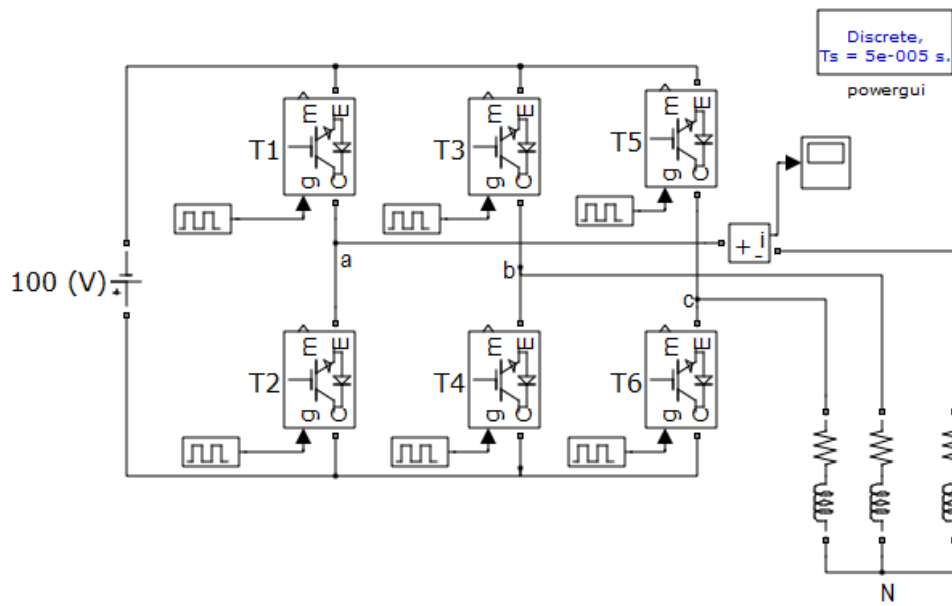 Discrete,
Ts = 5e-005 s.
powergui
m E
T1
g C
m E
T3
g C
m E
T5
g C
+ i
-
a
b
c
100 (V)
+
m E
T2
g C
m E
T4
g C
m E
T6
g C
N